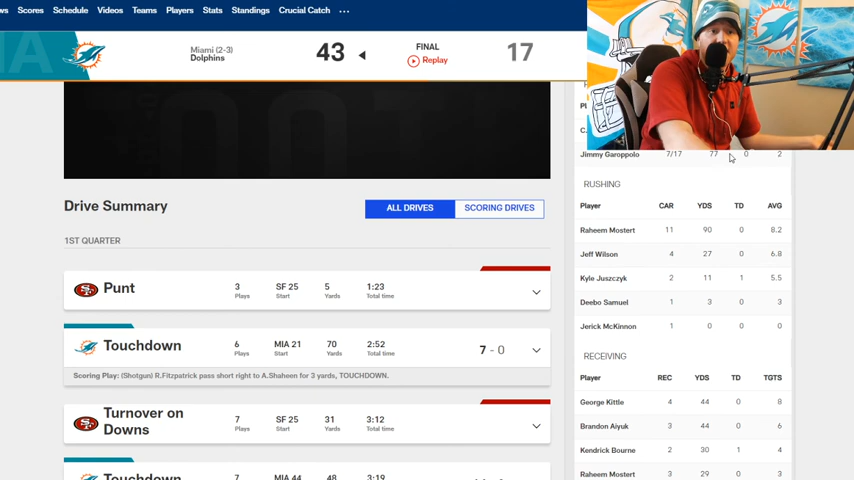 ws Scores Schedule Videos Teams Players Stats Standings Crucial Catch ...
Miami (2-3)
Dolphins
43
FINAL
Replay
17
Drive Summary
ALL DRIVES
SCORING DRIVES
1ST QUARTER
Punt
3 SF 25 5 1:23
Plays Start Yards Total time
Touchdown
6 MIA 21 70 2:52
Plays Start Yards Total time
7 - 0
Scoring Play: (Shotgun) R.Fitzpatrick pass short right to A.Shaheen for 3 yards, TOUCHDOWN.
Turnover on
Downs
7 SF 25 31 3:12
Plays Start Yards Total time
Touchdown
7 MIA 44 48 3:19
Jimmy Garoppolo 7/17 77 0 2
RUSHING
Player CAR YDS TD AVG
Raheem Mostert 11 90 0 8.2
Jeff Wilson 4 27 0 6.8
Kyle Juszczyk 2 11 1 5.5
Deebo Samuel 1 3 0 3
Jerick McKinnon 1 0 0 0
RECEIVING
Player REC YDS TD TGTS
George Kittle 4 44 0 8
Brandon Aiyuk 3 44 0 6
Kendrick Bourne 2 30 1 4
Raheem Mostert 3 29 0 3